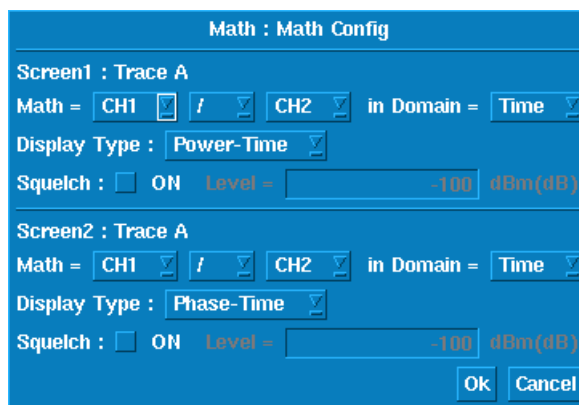 Math : Math Config
Screen1 : Trace A
Math = CH1 / CH2 in Domain = Time
Display Type : Power-Time
Squelch : ON Level = -100 dBm(dB)
Screen2 : Trace A
Math = CH1 / CH2 in Domain = Time
Display Type : Phase-Time
Squelch : ON Level = -100 dBm(dB)
Ok Cancel